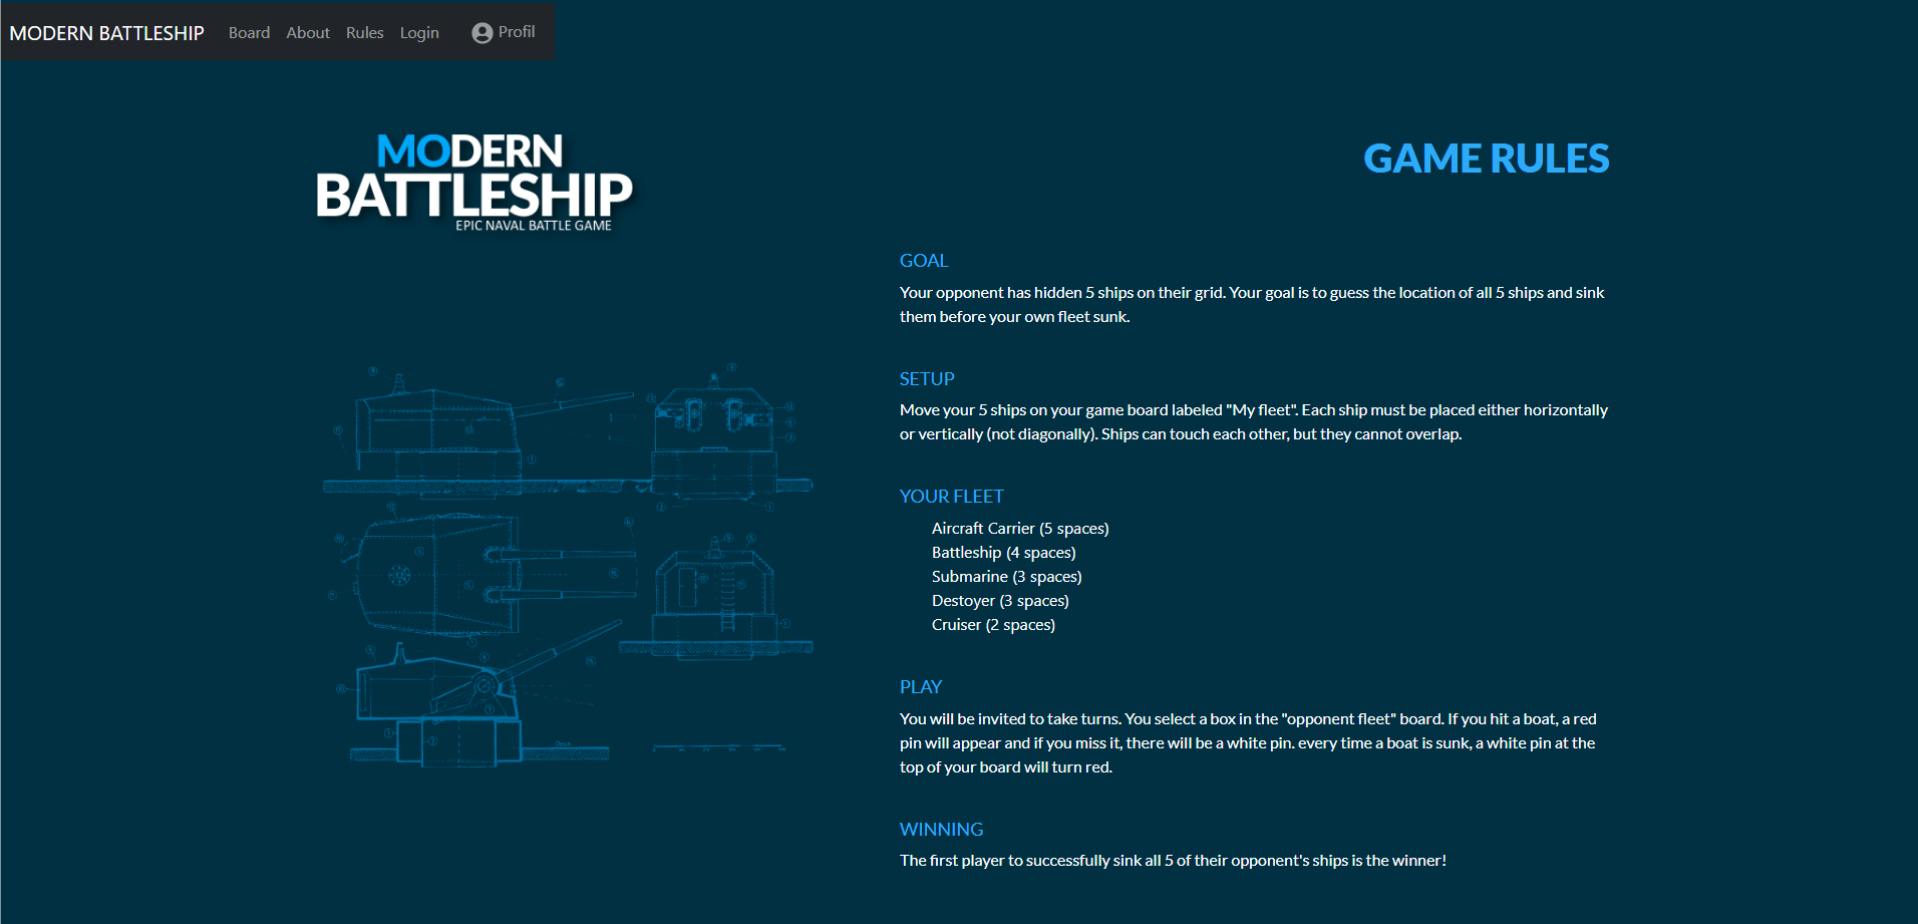 MODERN BATTLESHIP Board About Rules Login Profil
MODERN
BATTLESHIP
EPIC NAVAL BATTLE GAME
GAME RULES
GOAL
Your opponent has hidden 5 ships on their grid. Your goal is to guess the location of all 5 ships and sink
them before your own fleet sunk.
SETUP
Move your 5 ships on your game board labeled "My fleet". Each ship must be placed either horizontally
or vertically (not diagonally). Ships can touch each other, but they cannot overlap.
YOUR FLEET
Aircraft Carrier (5 spaces)
Battleship (4 spaces)
Submarine (3 spaces)
Destoyer (3 spaces)
Cruiser (2 spaces)
PLAY
You will be invited to take turns. You select a box in the "opponent fleet" board. If you hit a boat, a red
pin will appear and if you miss it, there will be a white pin. every time a boat is sunk, a white pin at the
top of your board will turn red.
WINNING
The first player to successfully sink all 5 of their opponent's ships is the winner!